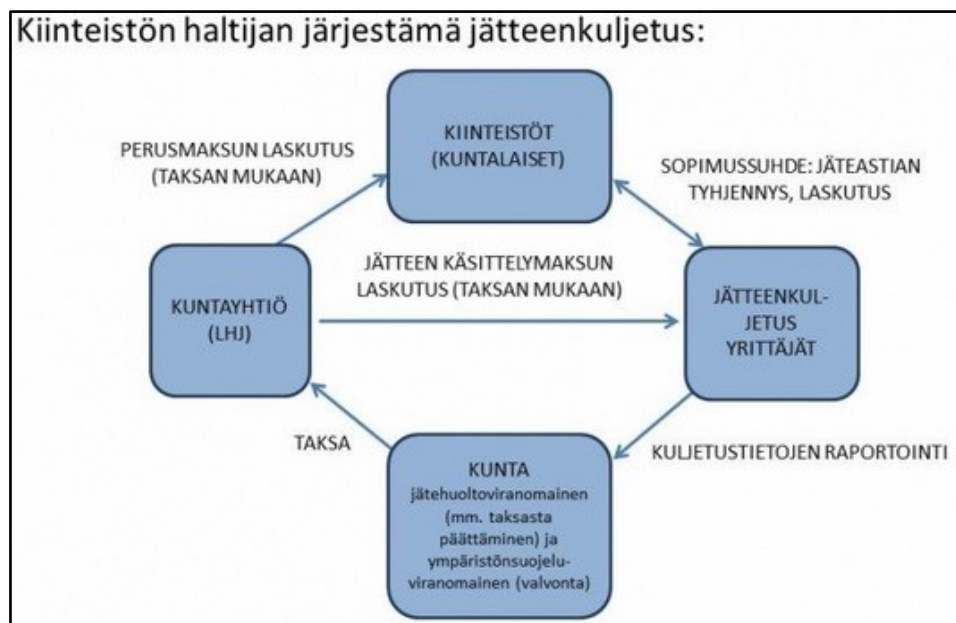 Kiinteistön haltijan järjestämä jätteenkuljetus:
KIINTEISTÖT
(KUNTALAISET)
PERUSMAKSUN LASKUTUS
(TAKSAN MUKAAN)
SOPIMUSSUHDE: JÄTEASTIAN
TYHJENNYS, LASKUTUS
KUNTAYHTIÖ
(LHJ)
JÄTTEEN KÄSITTELYMAKSUN
LASKUTUS (TAKSAN MUKAAN)
JÄTTEENKUL-
JETUS
YRITTÄJÄT
TAKSA
KUNTA
jätehuoltoviranomainen
(mm. taksasta
päättäminen) ja
ympäristönsuojelu-
viranomainen (valvonta)
KULJETUSTIETOJEN RAPORTOINTI